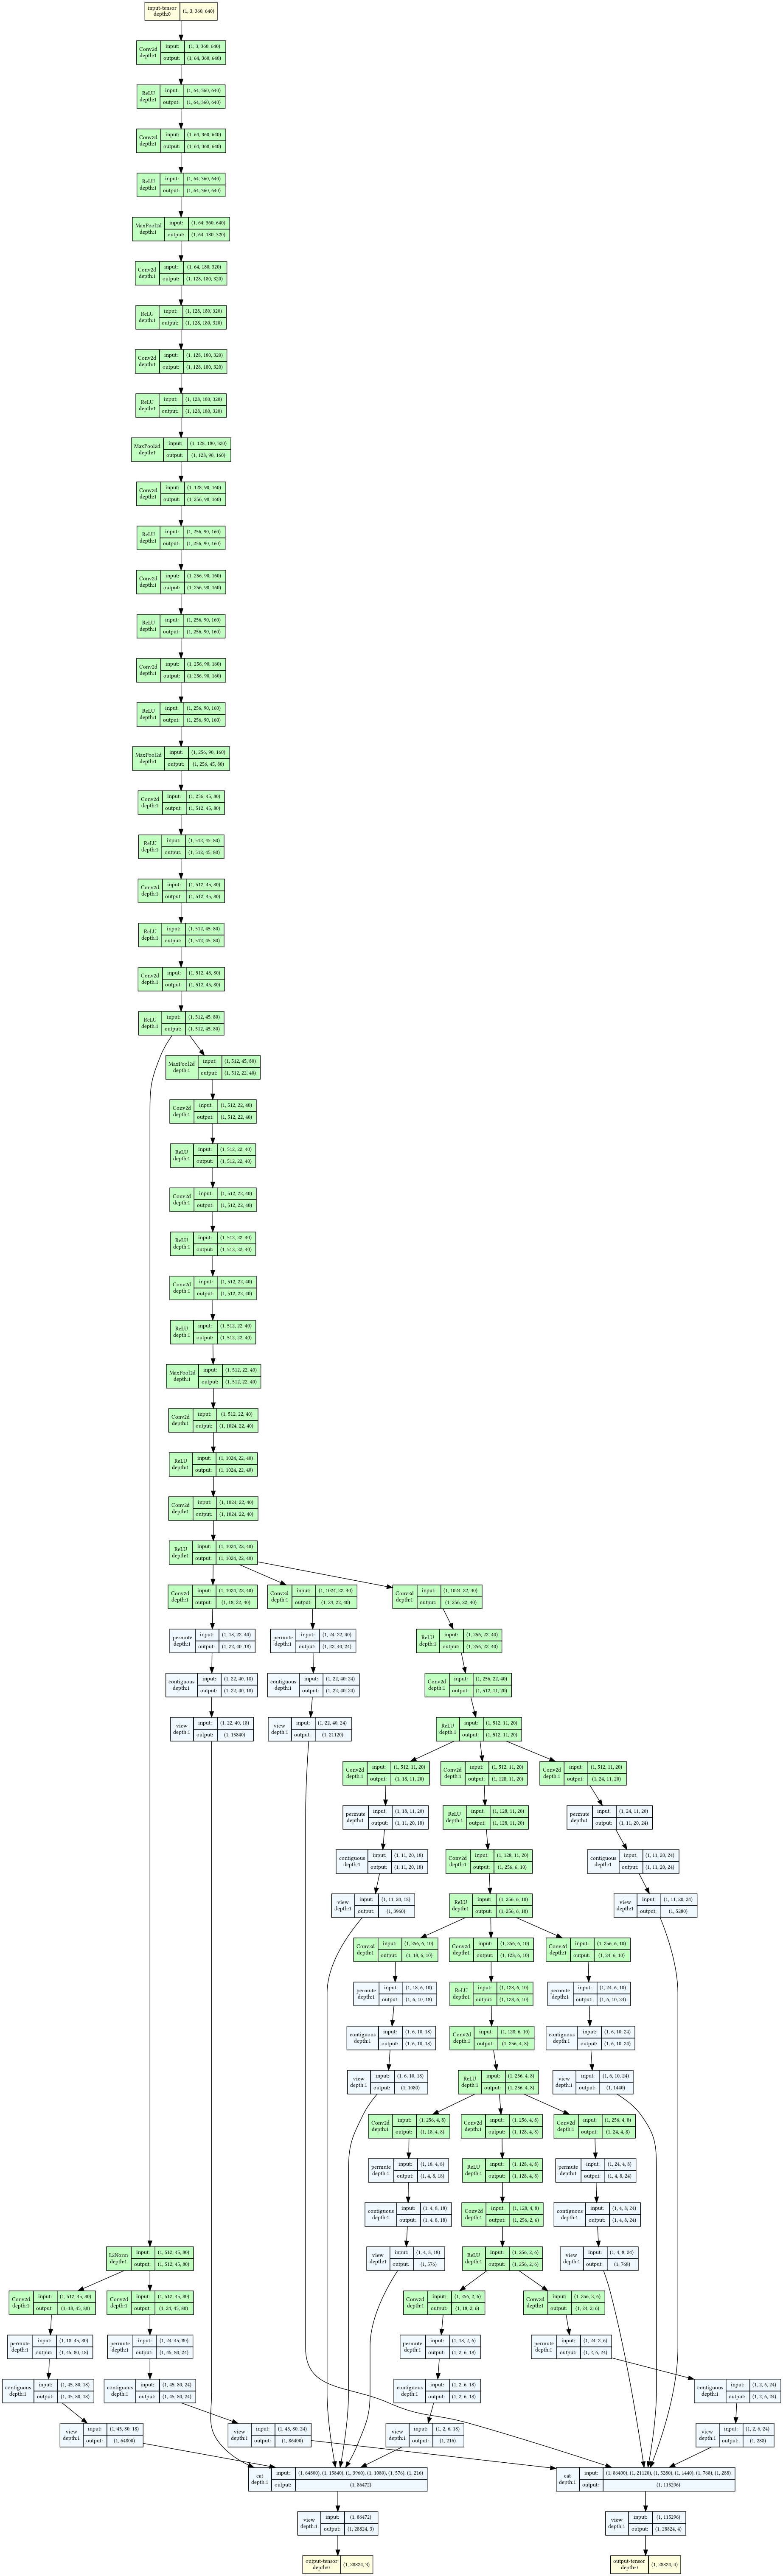 input-tensor
depth:0 (1, 3, 360, 640)
Conv2d input: (1, 3, 360, 640)
depth:1 output: (1, 64, 360, 640)
ReLU input: (1, 64, 360, 640)
depth:1 output: (1, 64, 360, 640)
Conv2d input: (1, 64, 360, 640)
depth:1 output: (1, 64, 360, 640)
ReLU input: (1, 64, 360, 640)
depth:1 output: (1, 64, 360, 640)
MaxPool2d input: (1, 64, 360, 640)
depth:1 output: (1, 64, 180, 320)
Conv2d input: (1, 64, 180, 320)
depth:1 output: (1, 128, 180, 320)
ReLU input: (1, 128, 180, 320)
depth:1 output: (1, 128, 180, 320)
Conv2d input: (1, 128, 180, 320)
depth:1 output: (1, 128, 180, 320)
ReLU input: (1, 128, 180, 320)
depth:1 output: (1, 128, 180, 320)
MaxPool2d input: (1, 128, 180, 320)
depth:1 output: (1, 128, 90, 160)
Conv2d input: (1, 128, 90, 160)
depth:1 output: (1, 256, 90, 160)
ReLU input: (1, 256, 90, 160)
depth:1 output: (1, 256, 90, 160)
Conv2d input: (1, 256, 90, 160)
depth:1 output: (1, 256, 90, 160)
ReLU input: (1, 256, 90, 160)
depth:1 output: (1, 256, 90, 160)
Conv2d input: (1, 256, 90, 160)
depth:1 output: (1, 256, 90, 160)
ReLU input: (1, 256, 90, 160)
depth:1 output: (1, 256, 90, 160)
MaxPool2d input: (1, 256, 90, 160)
depth:1 output: (1, 256, 45, 80)
Conv2d input: (1, 256, 45, 80)
depth:1 output: (1, 512, 45, 80)
ReLU input: (1, 512, 45, 80)
depth:1 output: (1, 512, 45, 80)
Conv2d input: (1, 512, 45, 80)
depth:1 output: (1, 512, 45, 80)
ReLU input: (1, 512, 45, 80)
depth:1 output: (1, 512, 45, 80)
Conv2d input: (1, 512, 45, 80)
depth:1 output: (1, 512, 45, 80)
ReLU input: (1, 512, 45, 80)
depth:1 output: (1, 512, 45, 80)
MaxPool2d input: (1, 512, 45, 80)
depth:1 output: (1, 512, 22, 40)
Conv2d input: (1, 512, 22, 40)
depth:1 output: (1, 512, 22, 40)
ReLU input: (1, 512, 22, 40)
depth:1 output: (1, 512, 22, 40)
Conv2d input: (1, 512, 22, 40)
depth:1 output: (1, 512, 22, 40)
ReLU input: (1, 512, 22, 40)
depth:1 output: (1, 512, 22, 40)
Conv2d input: (1, 512, 22, 40)
depth:1 output: (1, 512, 22, 40)
ReLU input: (1, 512, 22, 40)
depth:1 output: (1, 512, 22, 40)
MaxPool2d input: (1, 512, 22, 40)
depth:1 output: (1, 512, 22, 40)
Conv2d input: (1, 512, 22, 40)
depth:1 output: (1, 1024, 22, 40)
ReLU input: (1, 1024, 22, 40)
depth:1 output: (1, 1024, 22, 40)
Conv2d input: (1, 1024, 22, 40)
depth:1 output: (1, 1024, 22, 40)
ReLU input: (1, 1024, 22, 40)
depth:1 output: (1, 1024, 22, 40)
Conv2d input: (1, 1024, 22, 40) Conv2d input: (1, 1024, 22, 40) Conv2d input: (1, 1024, 22, 40)
depth:1 output: (1, 18, 22, 40) depth:1 output: (1, 24, 22, 40) depth:1 output: (1, 256, 22, 40)
permute input: (1, 18, 22, 40) permute input: (1, 24, 22, 40) ReLU input: (1, 256, 22, 40)
depth:1 output: (1, 22, 40, 18) depth:1 output: (1, 22, 40, 24) depth:1 output: (1, 256, 22, 40)
contiguous input: (1, 22, 40, 18) contiguous input: (1, 22, 40, 24) Conv2d input: (1, 256, 22, 40)
depth:1 output: (1, 22, 40, 18) depth:1 output: (1, 22, 40, 24) depth:1 output: (1, 512, 11, 20)
view input: (1, 22, 40, 18) view input: (1, 22, 40, 24) ReLU input: (1, 512, 11, 20)
depth:1 output: (1, 15840) depth:1 output: (1, 21120) depth:1 output: (1, 512, 11, 20)
Conv2d input: (1, 512, 11, 20) Conv2d input: (1, 512, 11, 20) Conv2d input: (1, 512, 11, 20)
depth:1 output: (1, 18, 11, 20) depth:1 output: (1, 128, 11, 20) depth:1 output: (1, 24, 11, 20)
permute input: (1, 18, 11, 20) ReLU input: (1, 128, 11, 20) permute input: (1, 24, 11, 20)
depth:1 output: (1, 11, 20, 18) depth:1 output: (1, 128, 11, 20) depth:1 output: (1, 11, 20, 24)
contiguous input: (1, 11, 20, 18) Conv2d input: (1, 128, 11, 20) contiguous input: (1, 11, 20, 24)
depth:1 output: (1, 11, 20, 18) depth:1 output: (1, 256, 6, 10) depth:1 output: (1, 11, 20, 24)
view input: (1, 11, 20, 18) ReLU input: (1, 256, 6, 10) view input: (1, 11, 20, 24)
depth:1 output: (1, 3960) depth:1 output: (1, 256, 6, 10) depth:1 output: (1, 5280)
Conv2d input: (1, 256, 6, 10) Conv2d input: (1, 256, 6, 10) Conv2d input: (1, 256, 6, 10)
depth:1 output: (1, 18, 6, 10) depth:1 output: (1, 128, 6, 10) depth:1 output: (1, 24, 6, 10)
permute input: (1, 18, 6, 10) ReLU input: (1, 128, 6, 10) permute input: (1, 24, 6, 10)
depth:1 output: (1, 6, 10, 18) depth:1 output: (1, 128, 6, 10) depth:1 output: (1, 6, 10, 24)
contiguous input: (1, 6, 10, 18) Conv2d input: (1, 128, 6, 10) contiguous input: (1, 6, 10, 24)
depth:1 output: (1, 6, 10, 18) depth:1 output: (1, 256, 4, 8) depth:1 output: (1, 6, 10, 24)
view input: (1, 6, 10, 18) ReLU input: (1, 256, 4, 8) view input: (1, 6, 10, 24)
depth:1 output: (1, 1080) depth:1 output: (1, 256, 4, 8) depth:1 output: (1, 1440)
Conv2d input: (1, 256, 4, 8) Conv2d input: (1, 256, 4, 8) Conv2d input: (1, 256, 4, 8)
depth:1 output: (1, 18, 4, 8) depth:1 output: (1, 128, 4, 8) depth:1 output: (1, 24, 4, 8)
permute input: (1, 18, 4, 8) ReLU input: (1, 128, 4, 8) permute input: (1, 24, 4, 8)
depth:1 output: (1, 4, 8, 18) depth:1 output: (1, 128, 4, 8) depth:1 output: (1, 4, 8, 24)
contiguous input: (1, 4, 8, 18) Conv2d input: (1, 128, 4, 8) contiguous input: (1, 4, 8, 24)
depth:1 output: (1, 4, 8, 18) depth:1 output: (1, 256, 2, 6) depth:1 output: (1, 4, 8, 24)
L2Norm input: (1, 512, 45, 80) view input: (1, 4, 8, 18) ReLU input: (1, 256, 2, 6) view input: (1, 4, 8, 24)
depth:1 output: (1, 512, 45, 80) depth:1 output: (1, 576) depth:1 output: (1, 256, 2, 6) depth:1 output: (1, 768)
Conv2d input: (1, 512, 45, 80) Conv2d input: (1, 512, 45, 80) Conv2d input: (1, 256, 2, 6) Conv2d input: (1, 256, 2, 6)
depth:1 output: (1, 18, 45, 80) depth:1 output: (1, 24, 45, 80) depth:1 output: (1, 18, 2, 6) depth:1 output: (1, 24, 2, 6)
permute input: (1, 18, 45, 80) permute input: (1, 24, 45, 80) permute input: (1, 18, 2, 6) permute input: (1, 24, 2, 6)
depth:1 output: (1, 45, 80, 18) depth:1 output: (1, 45, 80, 24) depth:1 output: (1, 2, 6, 18) depth:1 output: (1, 2, 6, 24)
contiguous input: (1, 45, 80, 18) contiguous input: (1, 45, 80, 24) contiguous input: (1, 2, 6, 18) contiguous input: (1, 2, 6, 24)
depth:1 output: (1, 45, 80, 18) depth:1 output: (1, 45, 80, 24) depth:1 output: (1, 2, 6, 18) depth:1 output: (1, 2, 6, 24)
view input: (1, 45, 80, 18) view input: (1, 45, 80, 24) view input: (1, 2, 6, 18) view input: (1, 2, 6, 24)
depth:1 output: (1, 64800) depth:1 output: (1, 86400) depth:1 output: (1, 216) depth:1 output: (1, 288)
cat input: (1, 64800), (1, 15840), (1, 3960), (1, 1080), (1, 576), (1, 216) cat input: (1, 86400), (1, 21120), (1, 5280), (1, 1440), (1, 768), (1, 288)
depth:1 output: (1, 86472) depth:1 output: (1, 115296)
view input: (1, 86472) view input: (1, 115296)
depth:1 output: (1, 28824, 3) depth:1 output: (1, 28824, 4)
output-tensor output-tensor
depth:0 (1, 28824, 3) depth:0 (1, 28824, 4)